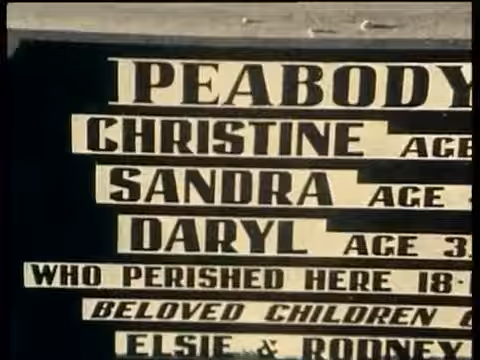 PEABODY
CHRISTINE AGE
SANDRA AGE
DARYL AGE 3
WHO PERISHED HERE 18-
BELOVED CHILDREN
ELSIE & RODNEY